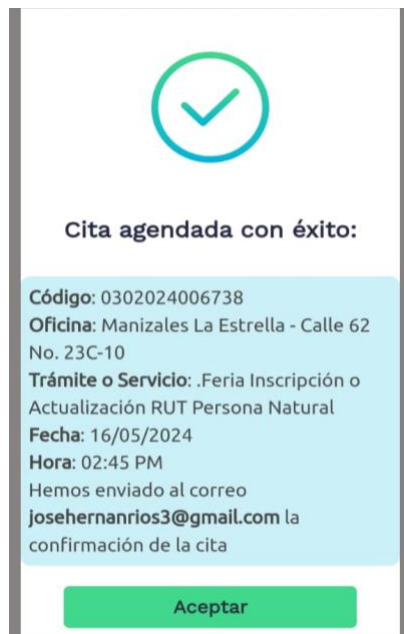 Cita agendada con éxito:
Código: 0302024006738
Oficina: Manizales La Estrella - Calle 62
No. 23C-10
Trámite o Servicio: .Feria Inscripción o
Actualización RUT Persona Natural
Fecha: 16/05/2024
Hora: 02:45 PM
Hemos enviado al correo
josehernanrios3@gmail.com la
confirmación de la cita
Aceptar